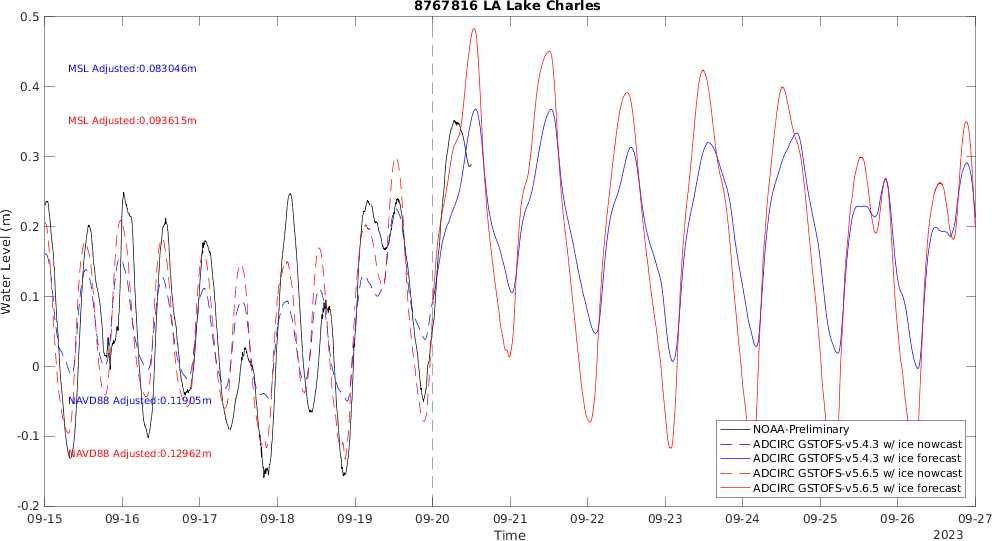 8767816 LA Lake Charles
0.5
0.4
0.3
0.2
0.1
0
-0.1
-0.2
Water Level (m)
MSL Adjusted:0.083046m
MSL Adjusted:0.093615m
NAVD88 Adjusted:0.11905m
NAVD88 Adjusted:0.12962m
NOAA-Preliminary
ADCIRC GSTOFS-v5.4.3 w/ ice nowcast
ADCIRC GSTOFS-v5.4.3 w/ ice forecast
ADCIRC GSTOFS-v5.6.5 w/ ice nowcast
ADCIRC GSTOFS-v5.6.5 w/ ice forecast
09-15 09-16 09-17 09-18 09-19 09-20 09-21 09-22 09-23 09-24 09-25 09-26 09-27
Time
2023